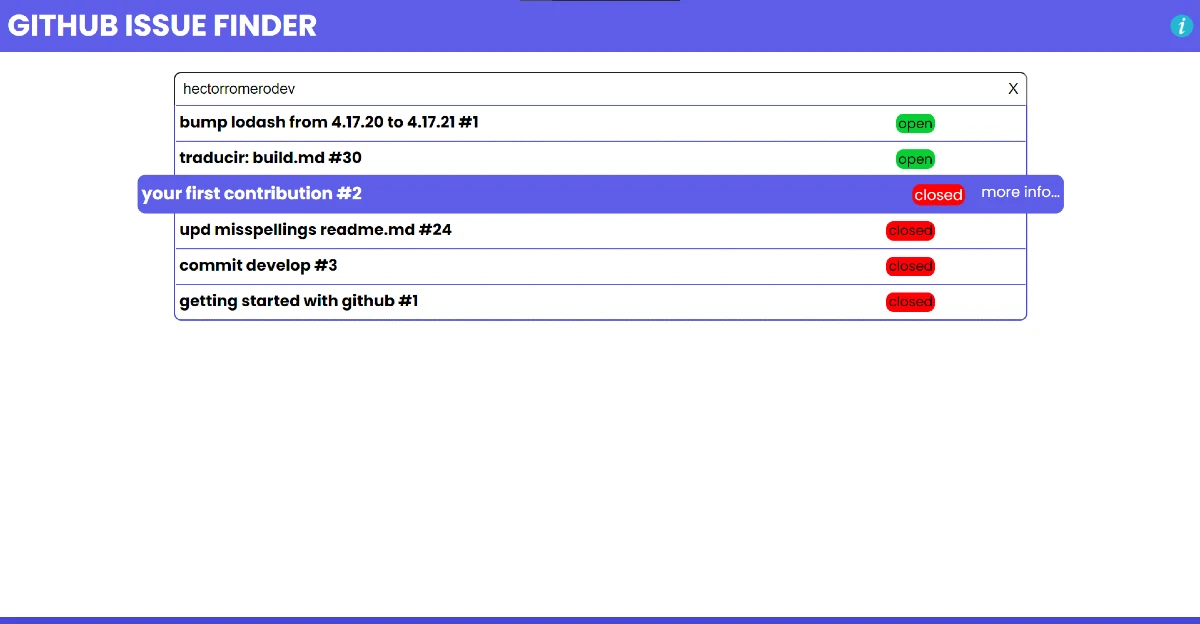 GITHUB ISSUE FINDER i
hectorromerodev X
bump lodash from 4.17.20 to 4.17.21 #1 open
traducir: build.md #30 open
your first contribution #2 closed more info...
upd misspellings readme.md #24 closed
commit develop #3 closed
getting started with github #1 closed